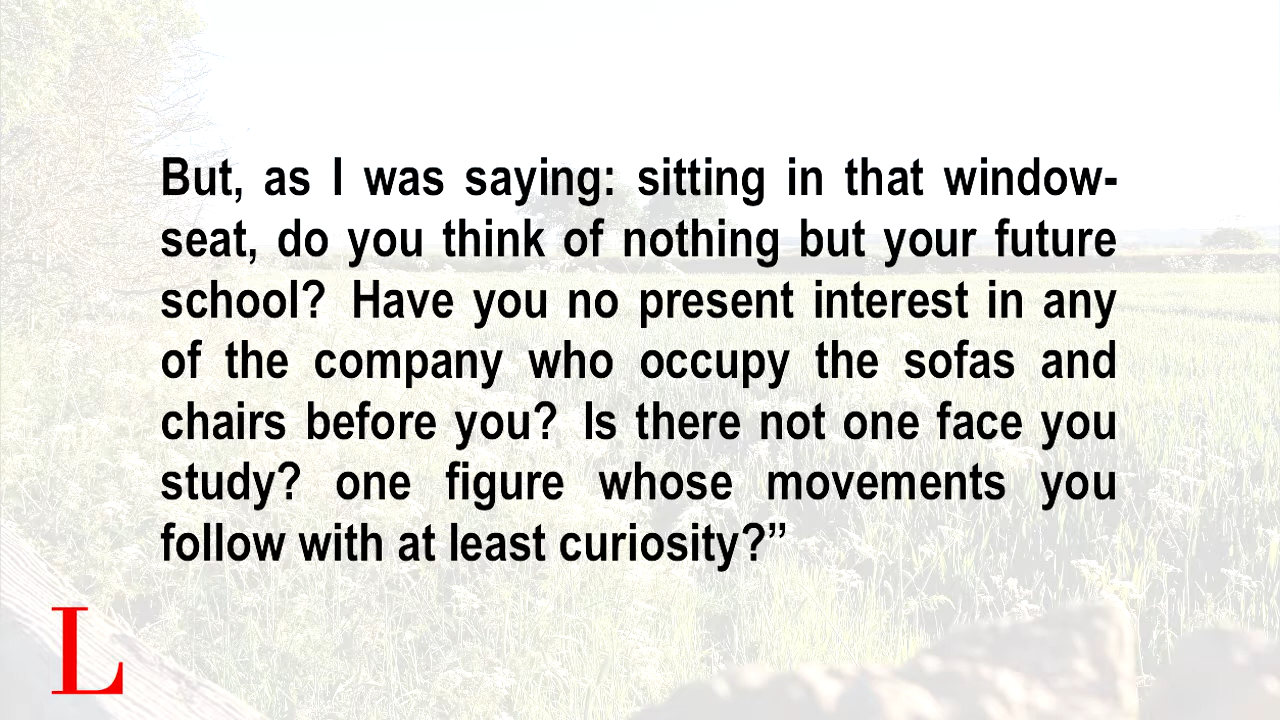 But, as I was saying: sitting in that window-
seat, do you think of nothing but your future
school? Have you no present interest in any
of the company who occupy the sofas and
chairs before you? Is there not one face you
study? one figure whose movements you
follow with at least curiosity?”
L